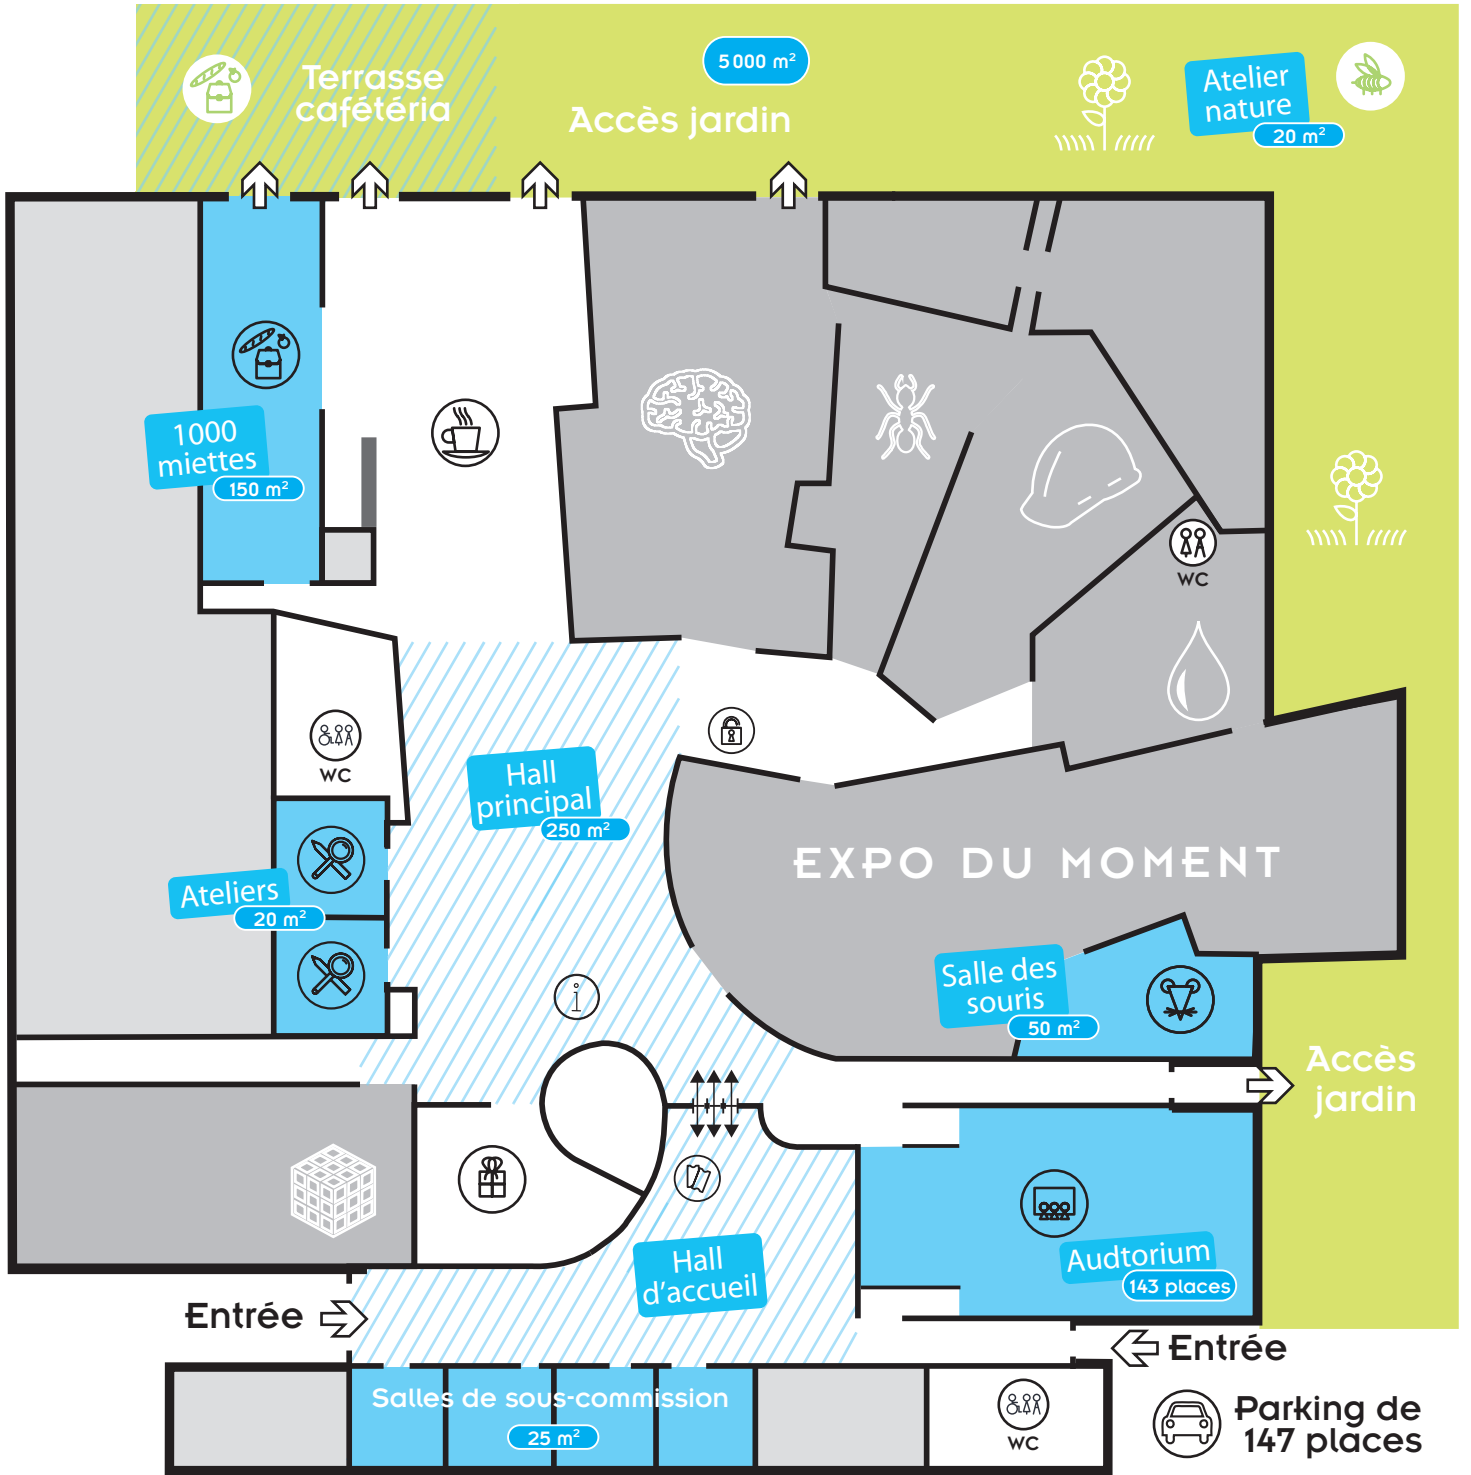 5000 m²
Terrasse
cafétéria
Accès jardin
Atelier
nature
20 m²
1000
miettes
150 m²
WC
WC
Hall
principal
250 m²
EXPO DU MOMENT
Ateliers
20 m²
Salle des
souris
50 m²
i
Accès
jardin
Hall
d'accueil
Audtorium
143 places
Entrée
Entrée
Salles de sous-commission
25 m²
WC
Parking de
147 places